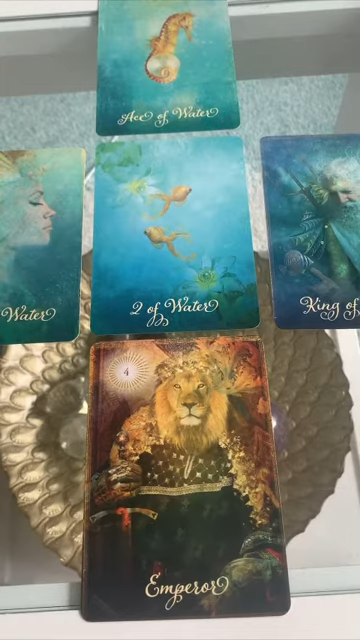 Ace of Water
Water
2 of Water
King of
4
Emperor